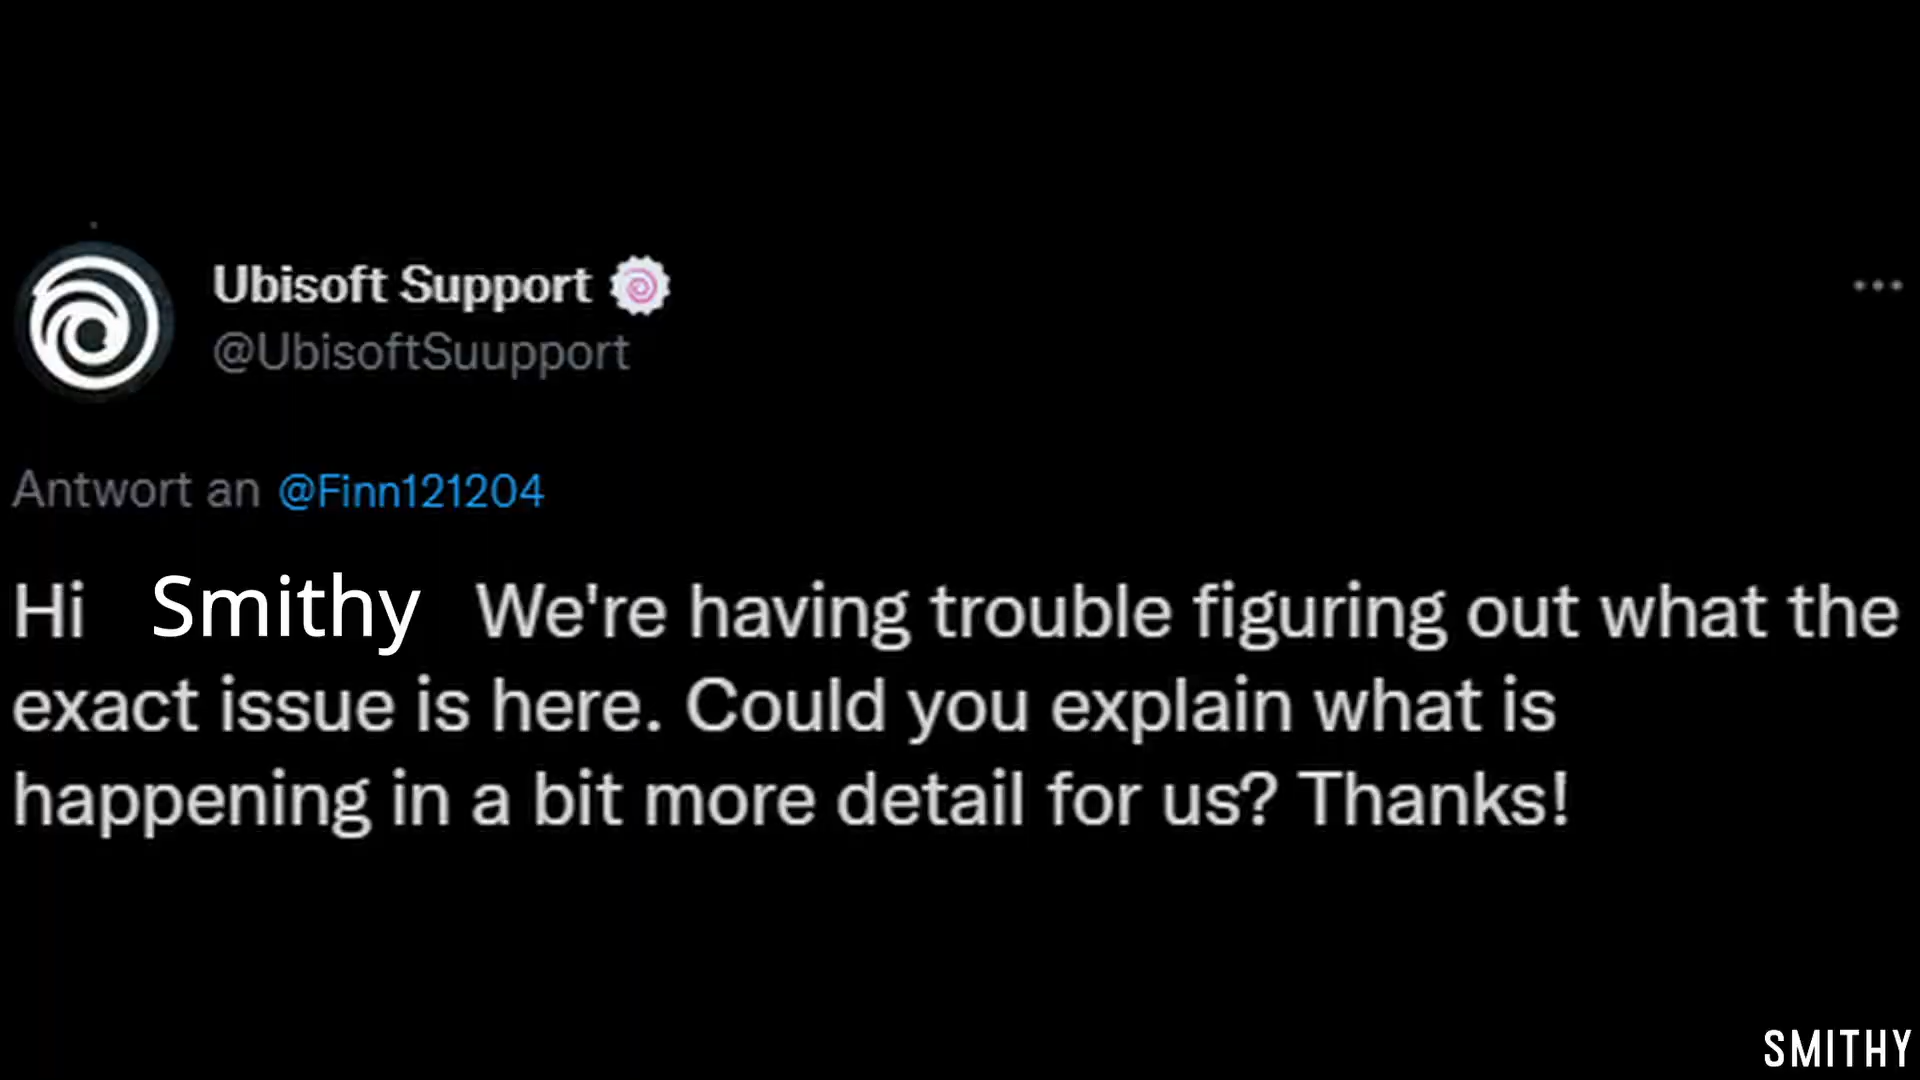 Ubisoft Support
@UbisoftSuupport
Antwort an @Finn121204
Hi Smithy We're having trouble figuring out what the
exact issue is here. Could you explain what is
happening in a bit more detail for us? Thanks!
SMITHY